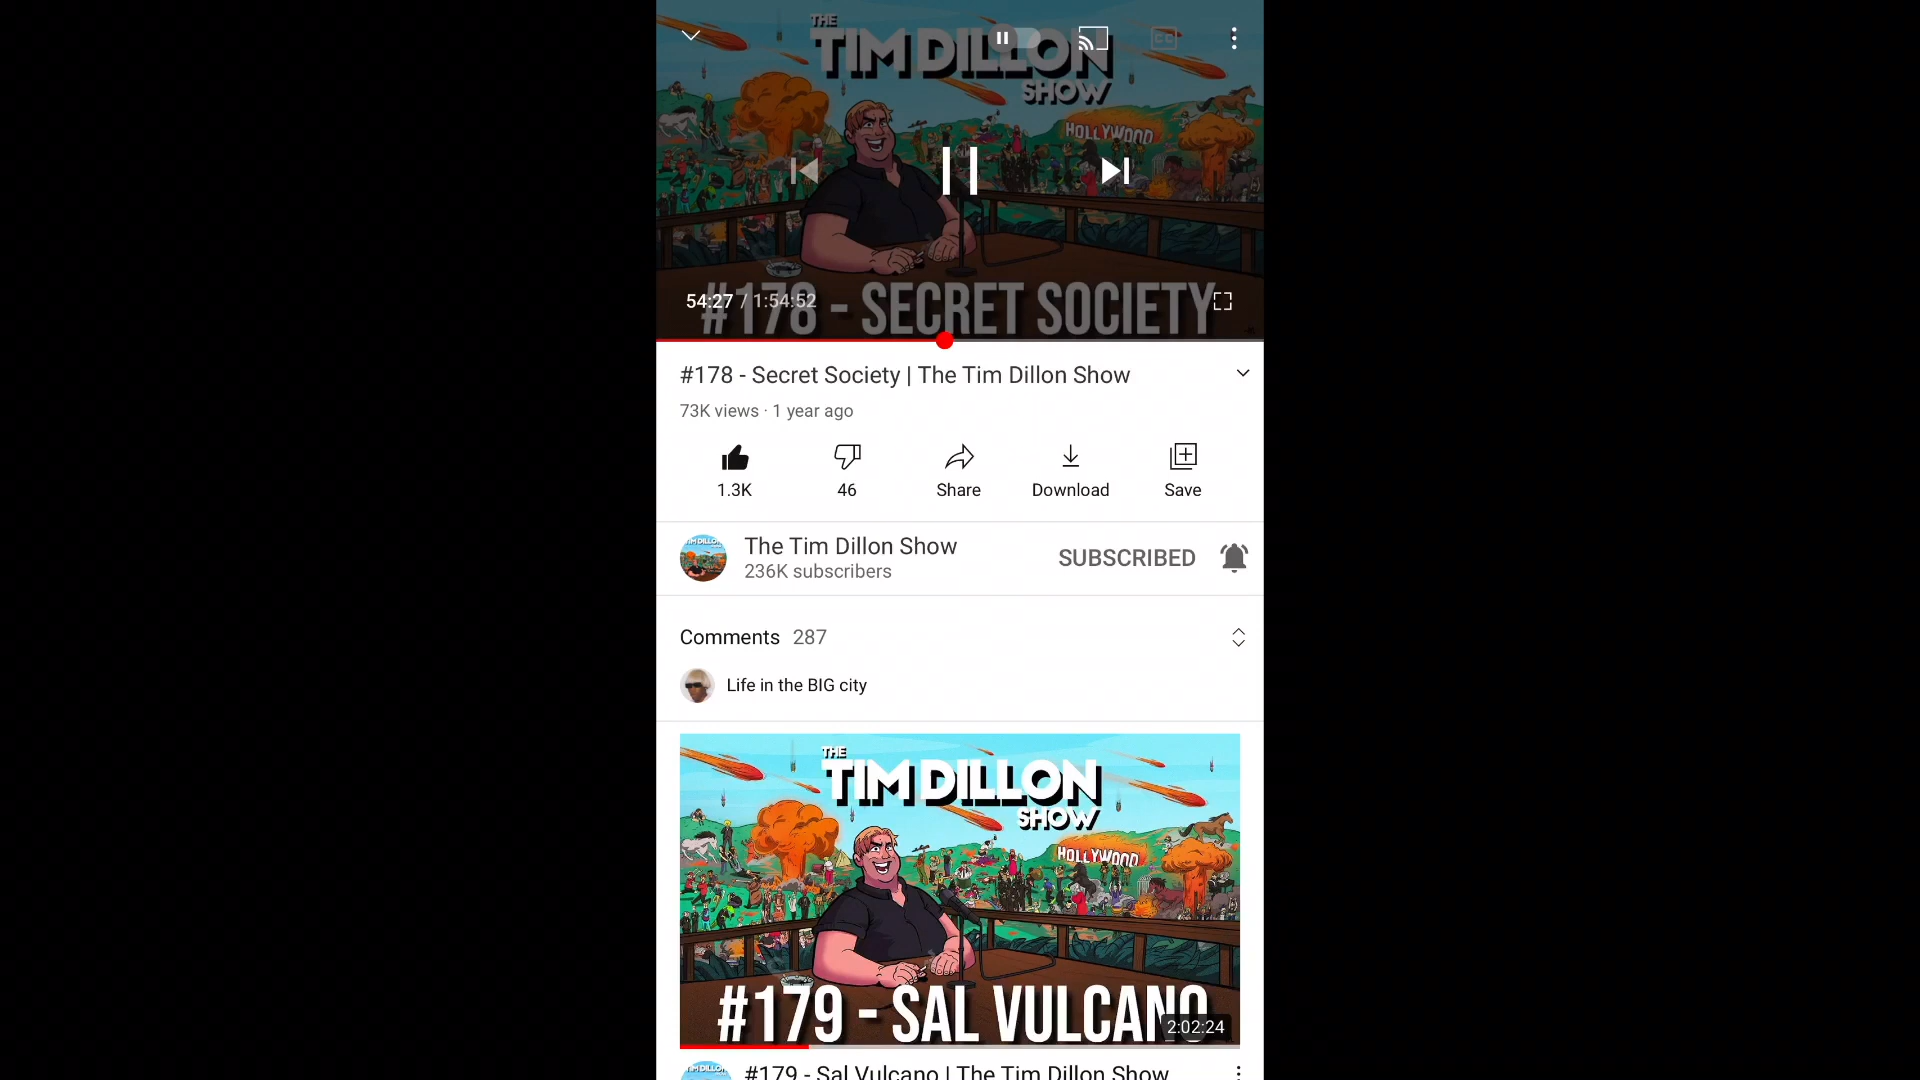 THE
TIM DILLON
SHOW
CC
HOLLYWOOD
54:27 / 1:54:52
#178 - SECRET SOCIETY
#178 - Secret Society | The Tim Dillon Show
73K views · 1 year ago
1.3K
46
Share
Download
Save
The Tim Dillon Show
236K subscribers
SUBSCRIBED
Comments 287
Life in the BIG city
THE
TIM DILLON
SHOW
HOLLYWOOD
#179 - SAL VULCANO
2:02:24
#179 - Sal Vulcano | The Tim Dillon Show